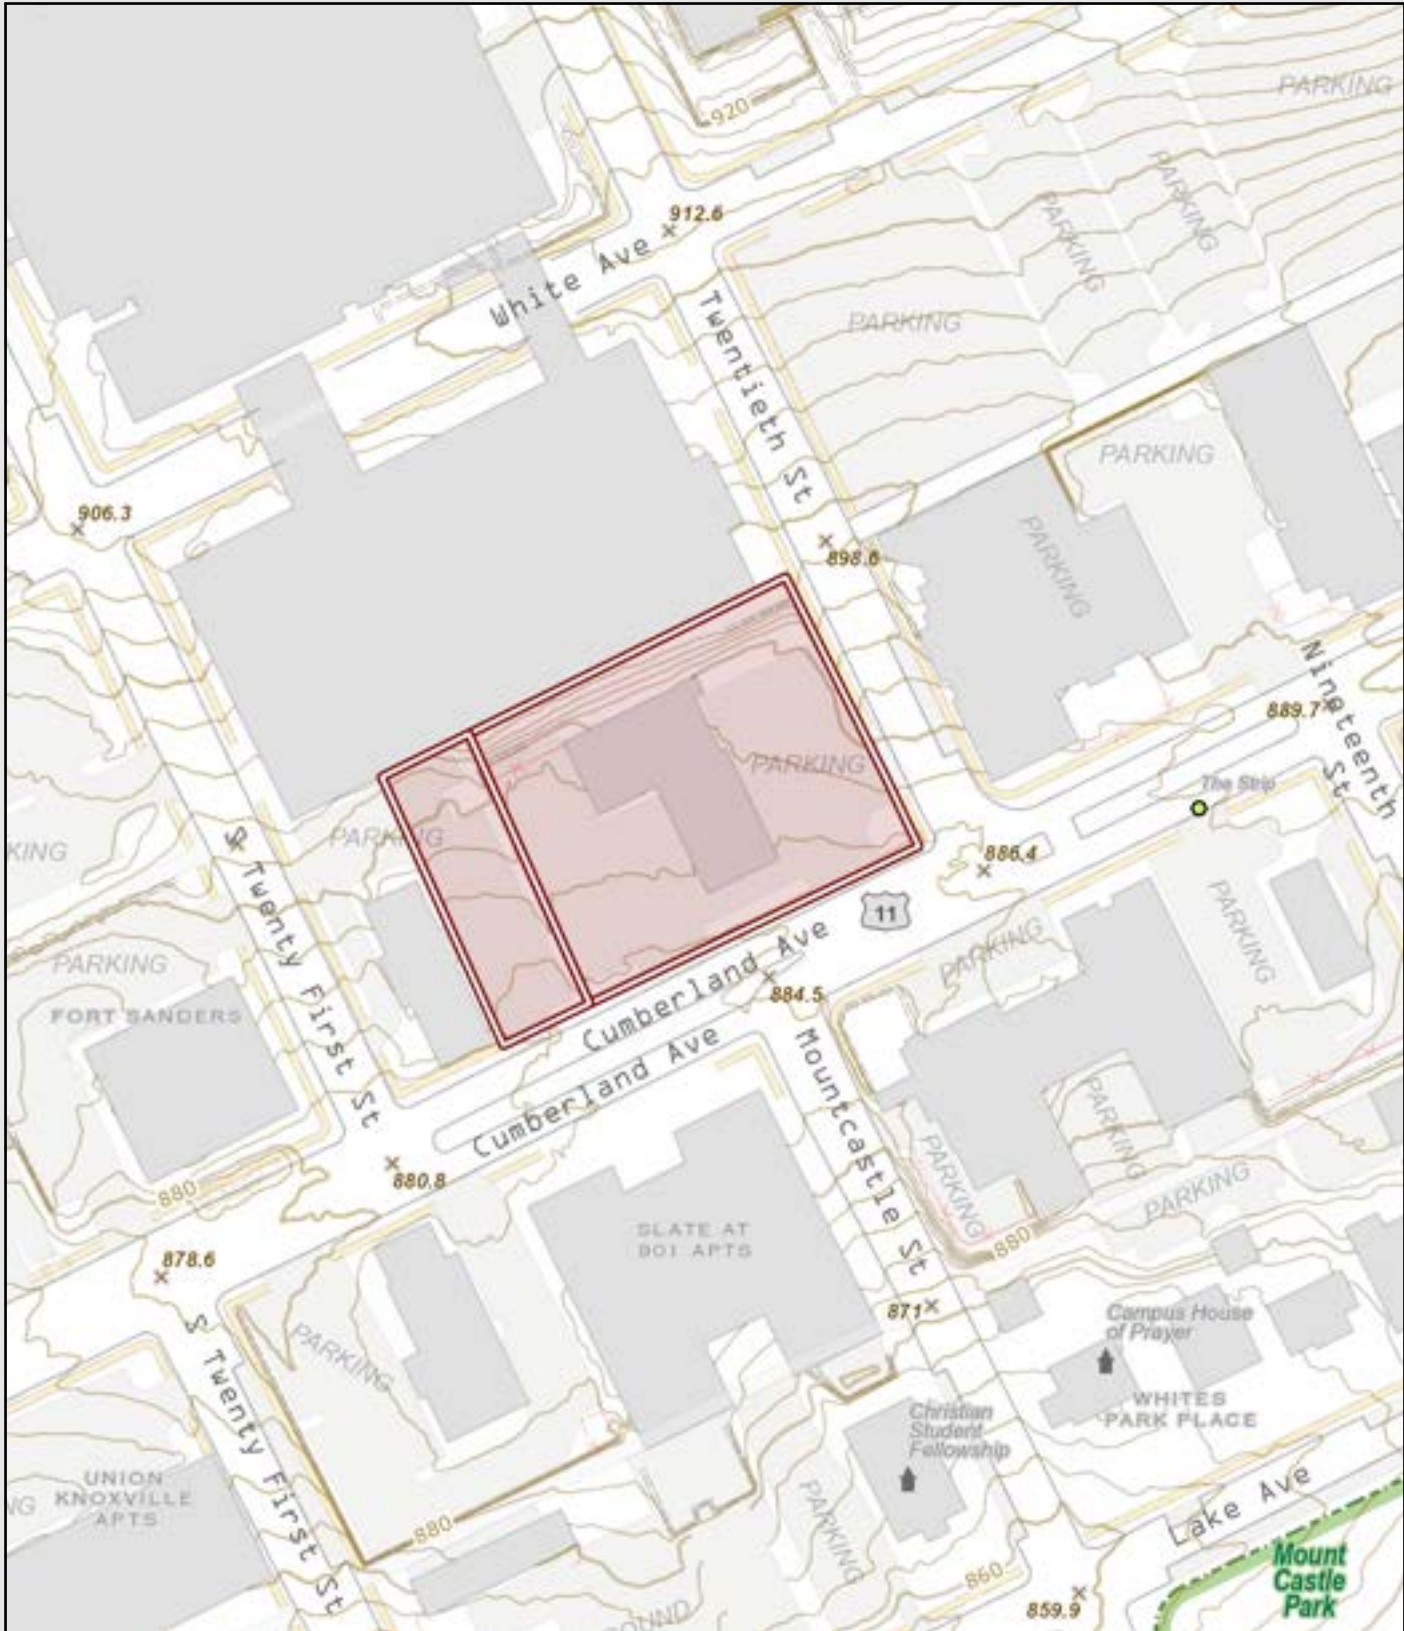 PARKING
920
PARKING
912.6
PARKING
White Ave
PARKING
Twentieth St
PARKING
906.3
PARKING
898.6
Nineteenth St
889.7
PARKING
The Strip
PARKING
KING
886.4
S Twenty First St
11
PARKING
PARKING
Cumberland Ave
PARKING
884.5
FORT SANDERS
Cumberland Ave
Mountcastle St
PARKING
880.8
PARKING
PARKING
880
SLATE AT
901 APTS
880
878.6
871
Campus House
of Prayer
S Twenty First St
PARKING
WHITES
PARK PLACE
Christian
Student
Fellowship
UNION
KNOXVILLE
APTS
NG
PARKING
Lake Ave
880
Mount
Castle
Park
860
859.9
OUND